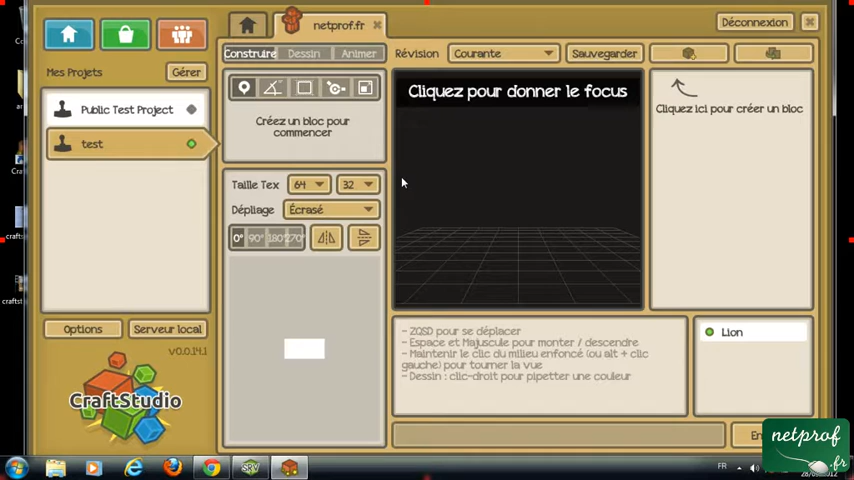 netprof.fr
Déconnexion
Construire Dessin Animer Révision Courante Sauvegarder
Mes Projets Gérer
Public Test Project
test
Créez un bloc pour
commencer
Cliquez pour donner le focus
Cliquez ici pour créer un bloc
Taille Tex 64 32
Dépliage Écrasé
0° 90° 180° 270°
Options Serveur local
v0.0.14.1
CraftStudio
- ZQSD pour se déplacer
- Espace et Majuscule pour monter / descendre
- Maintenir le clic du milieu enfoncé (ou alt + clic
gauche) pour tourner la vue
- Dessin : clic-droit pour pipetter une couleur
Lion
netprof
.fr
SRV
FR